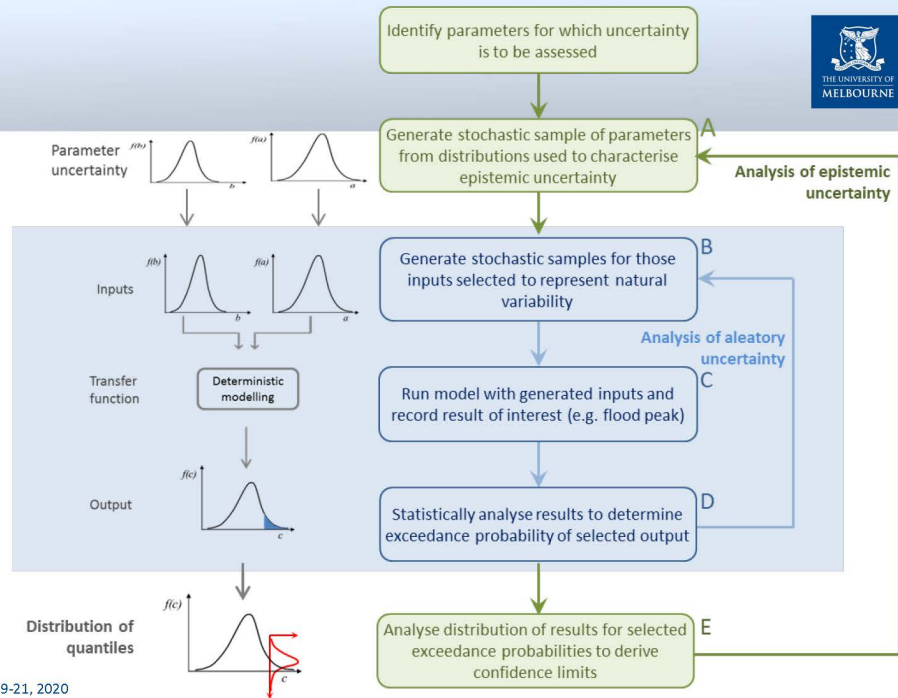 Identify parameters for which uncertainty
is to be assessed
THE UNIVERSITY OF
MELBOURNE
Parameter
uncertainty
f(b)
b
f(a)
a
A
Generate stochastic sample of parameters
from distributions used to characterise
epistemic uncertainty
Analysis of epistemic
uncertainty
Inputs
f(b)
b
f(a)
a
B
Generate stochastic samples for those
inputs selected to represent natural
variability
Analysis of aleatory
uncertainty
Transfer
function
Deterministic
modelling
C
Run model with generated inputs and
record result of interest (e.g. flood peak)
Output
f(c)
c
D
Statistically analyse results to determine
exceedance probability of selected output
Distribution of
quantiles
f(c)
c
E
Analyse distribution of results for selected
exceedance probabilities to derive
confidence limits
9-21, 2020